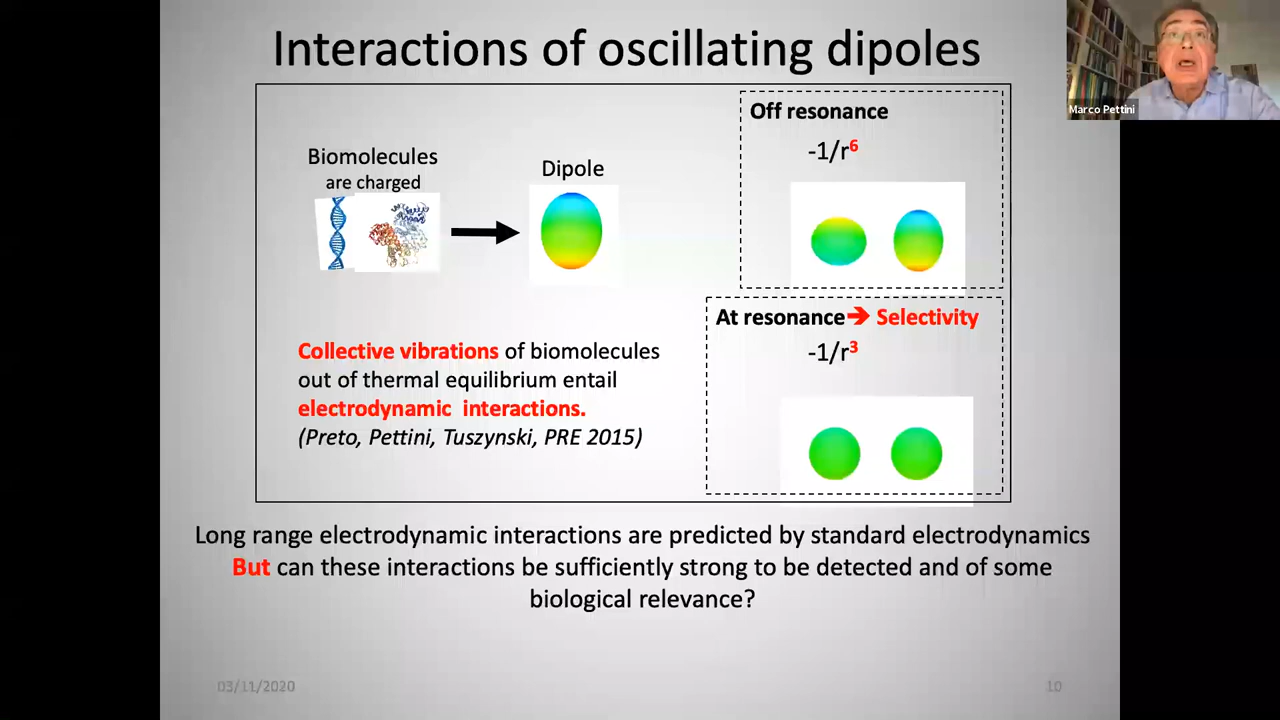 Interactions of oscillating dipoles
Marco Pettini
Biomolecules
are charged
Dipole
Off resonance
-1/r⁶
At resonance➔ Selectivity
-1/r³
Collective vibrations of biomolecules
out of thermal equilibrium entail
electrodynamic interactions.
(Preto, Pettini, Tuszynski, PRE 2015)
Long range electrodynamic interactions are predicted by standard electrodynamics
But can these interactions be sufficiently strong to be detected and of some
biological relevance?
03/11/2020
10